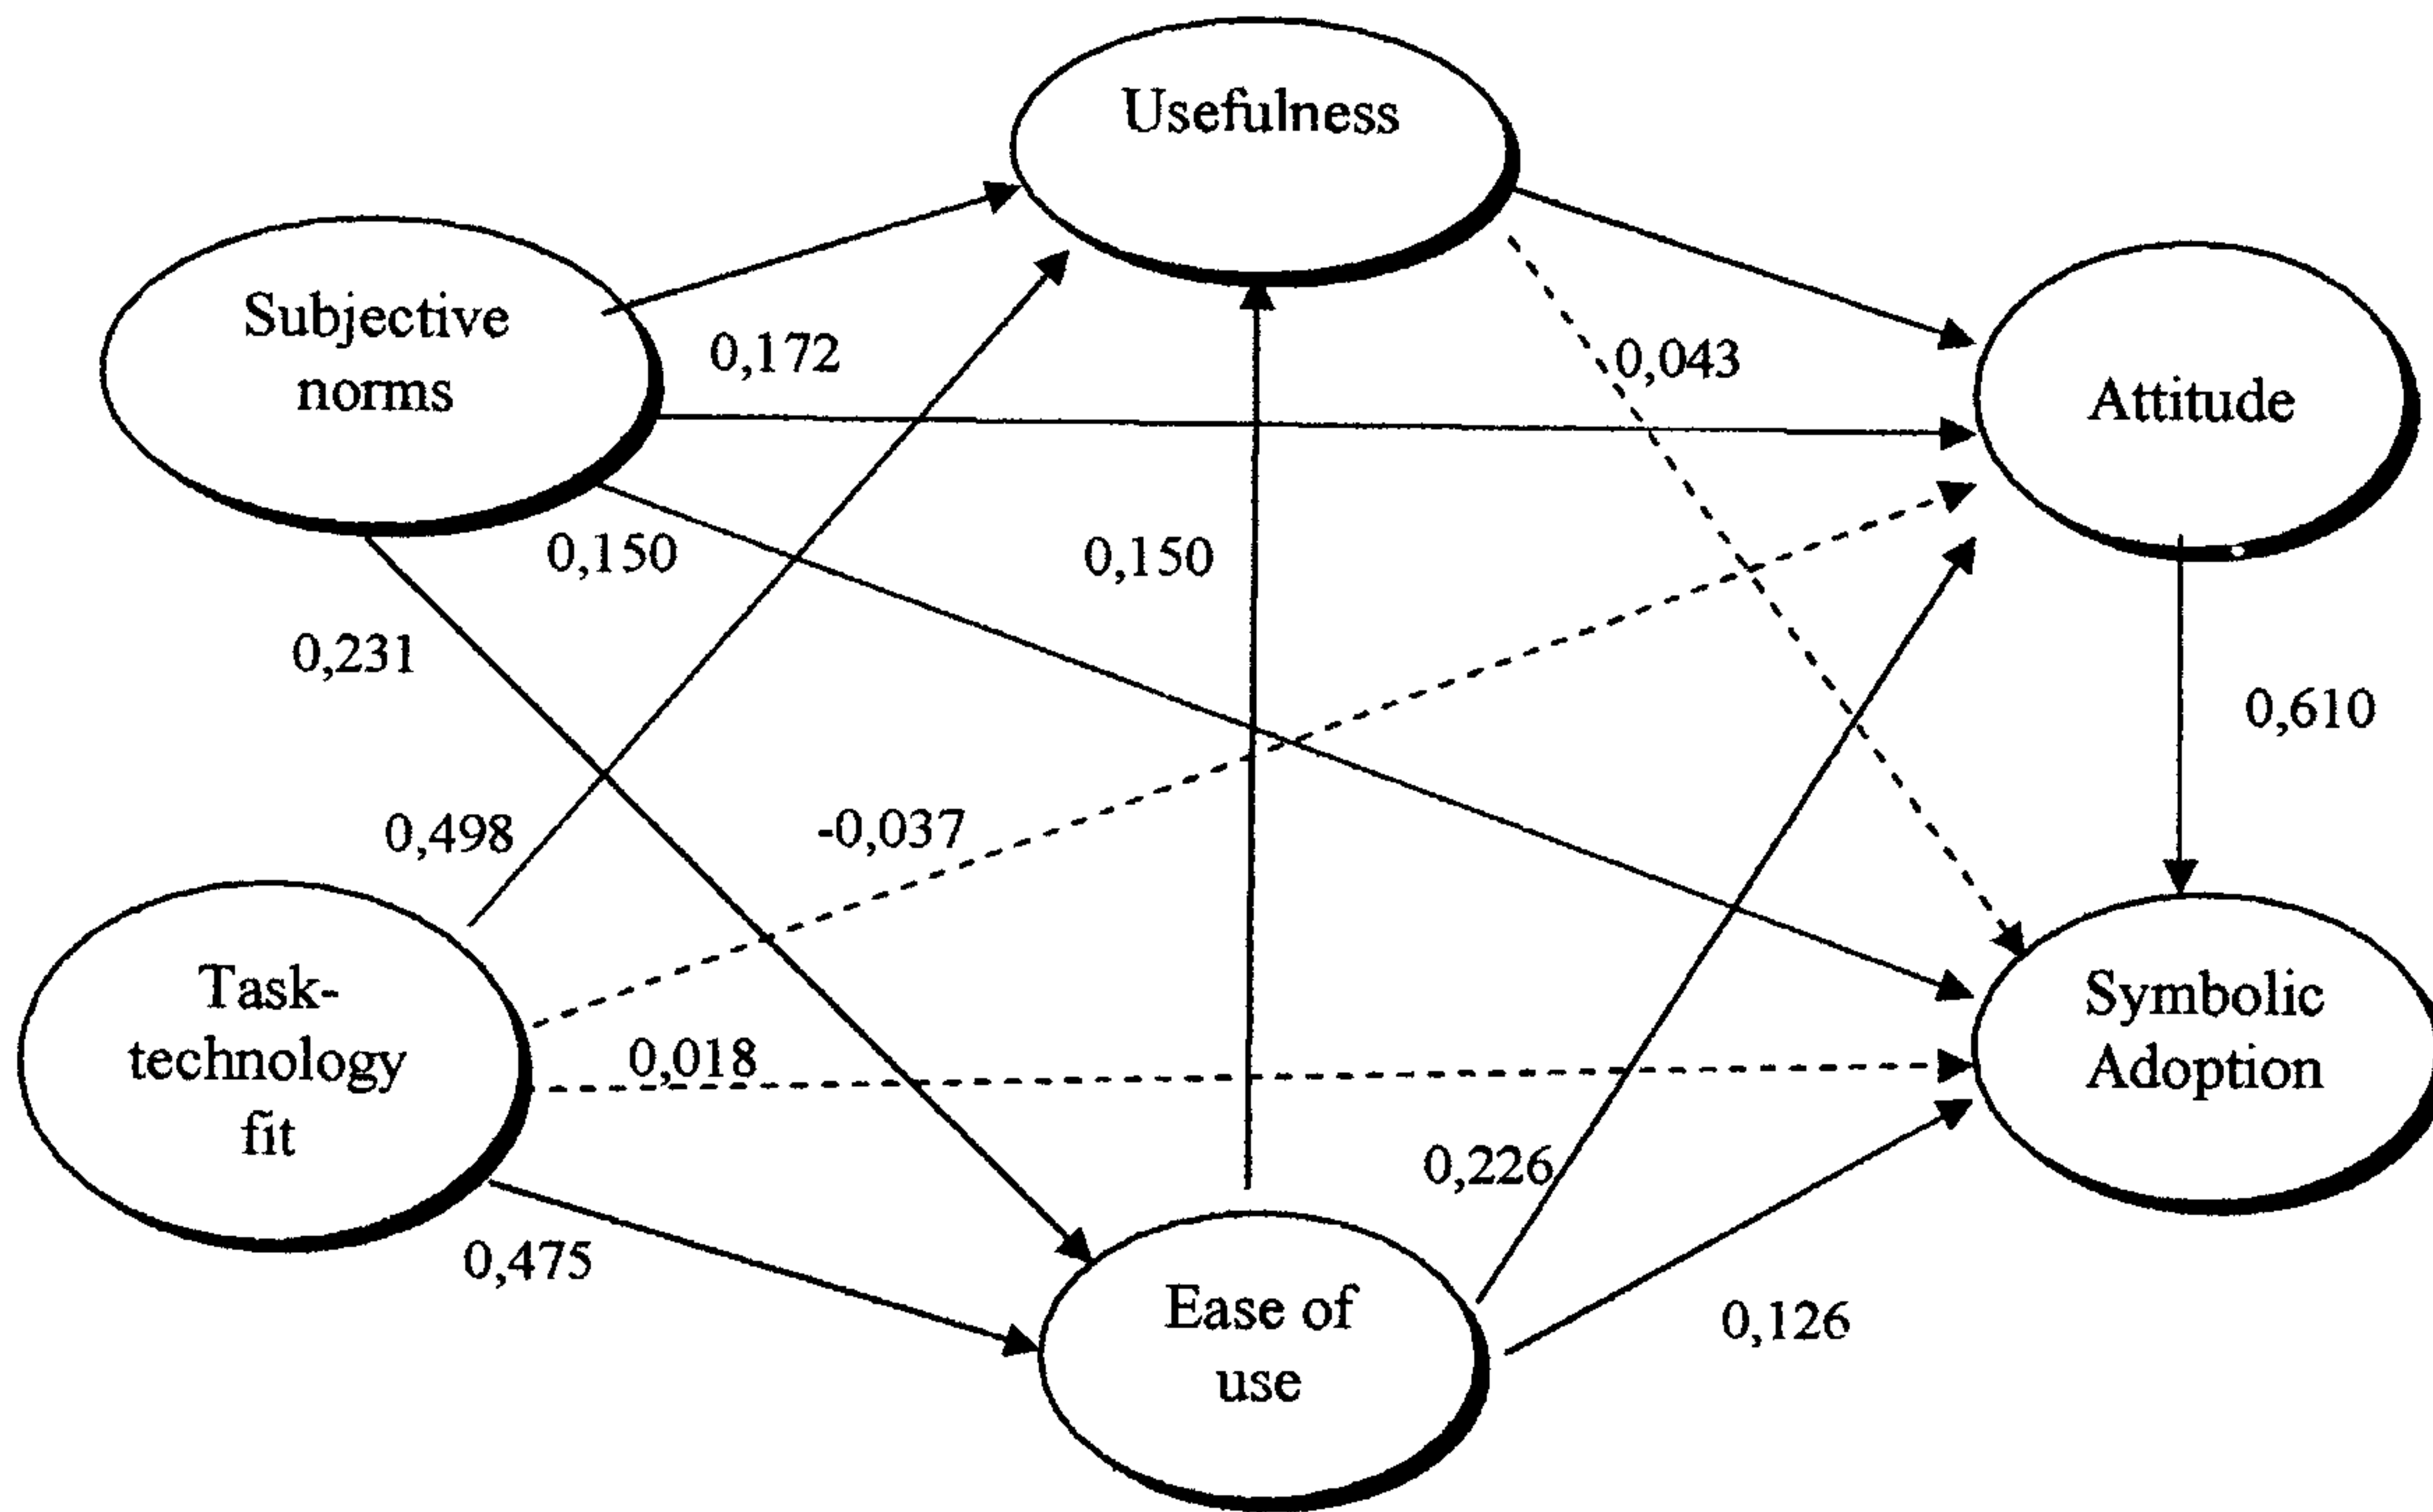 Usefulness
Subjective
norms
0,172
0,043
Attitude
0,150
0,150
0,231
0,610
0,498
-0,037
Task-
technology
fit
0,018
Symbolic
Adoption
0,226
0,475
Ease of
use
0,126